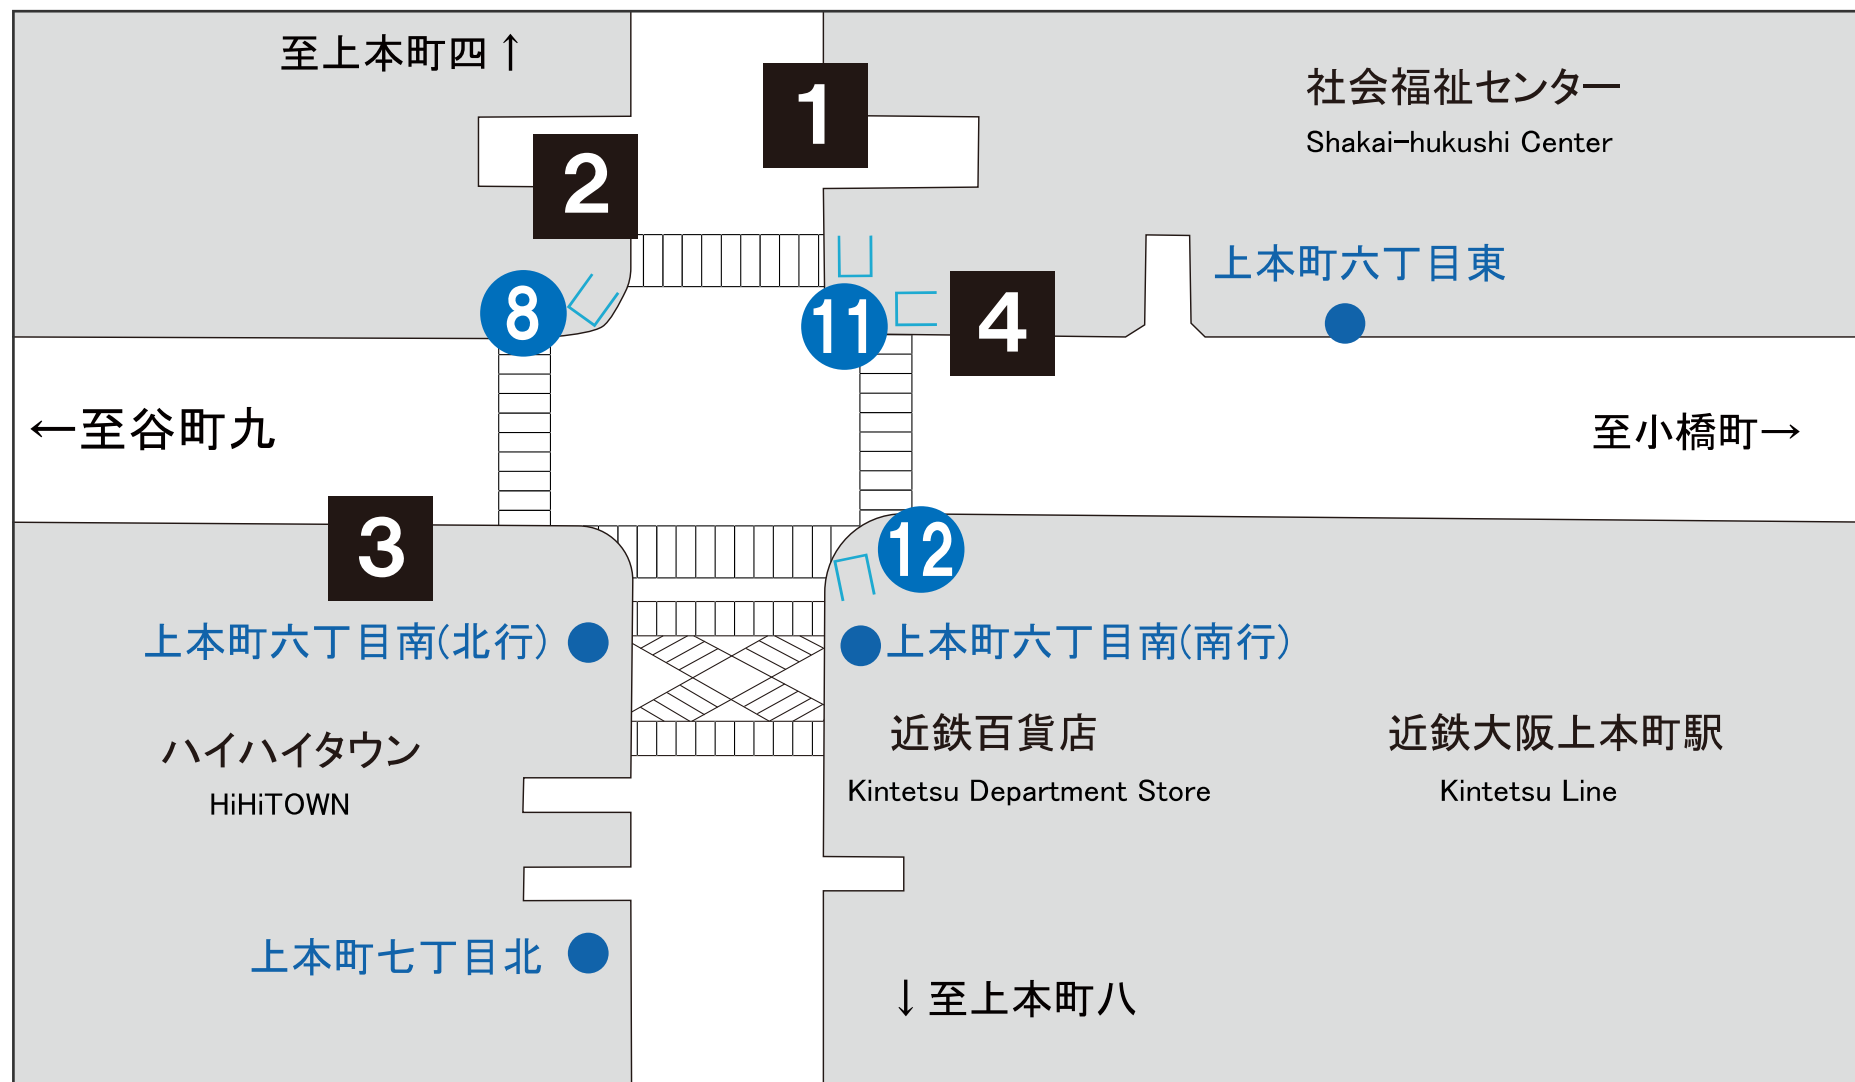 至上本町四↑
1
社会福祉センター
Shakai-hukushi Center
2
上本町六丁目東
8
11
4
←至谷町九
至小橋町→
3
12
上本町六丁目南(北行)
上本町六丁目南(南行)
ハイハイタウン
HiHiTOWN
近鉄百貨店
Kintetsu Department Store
近鉄大阪上本町駅
Kintetsu Line
上本町七丁目北
↓至上本町八